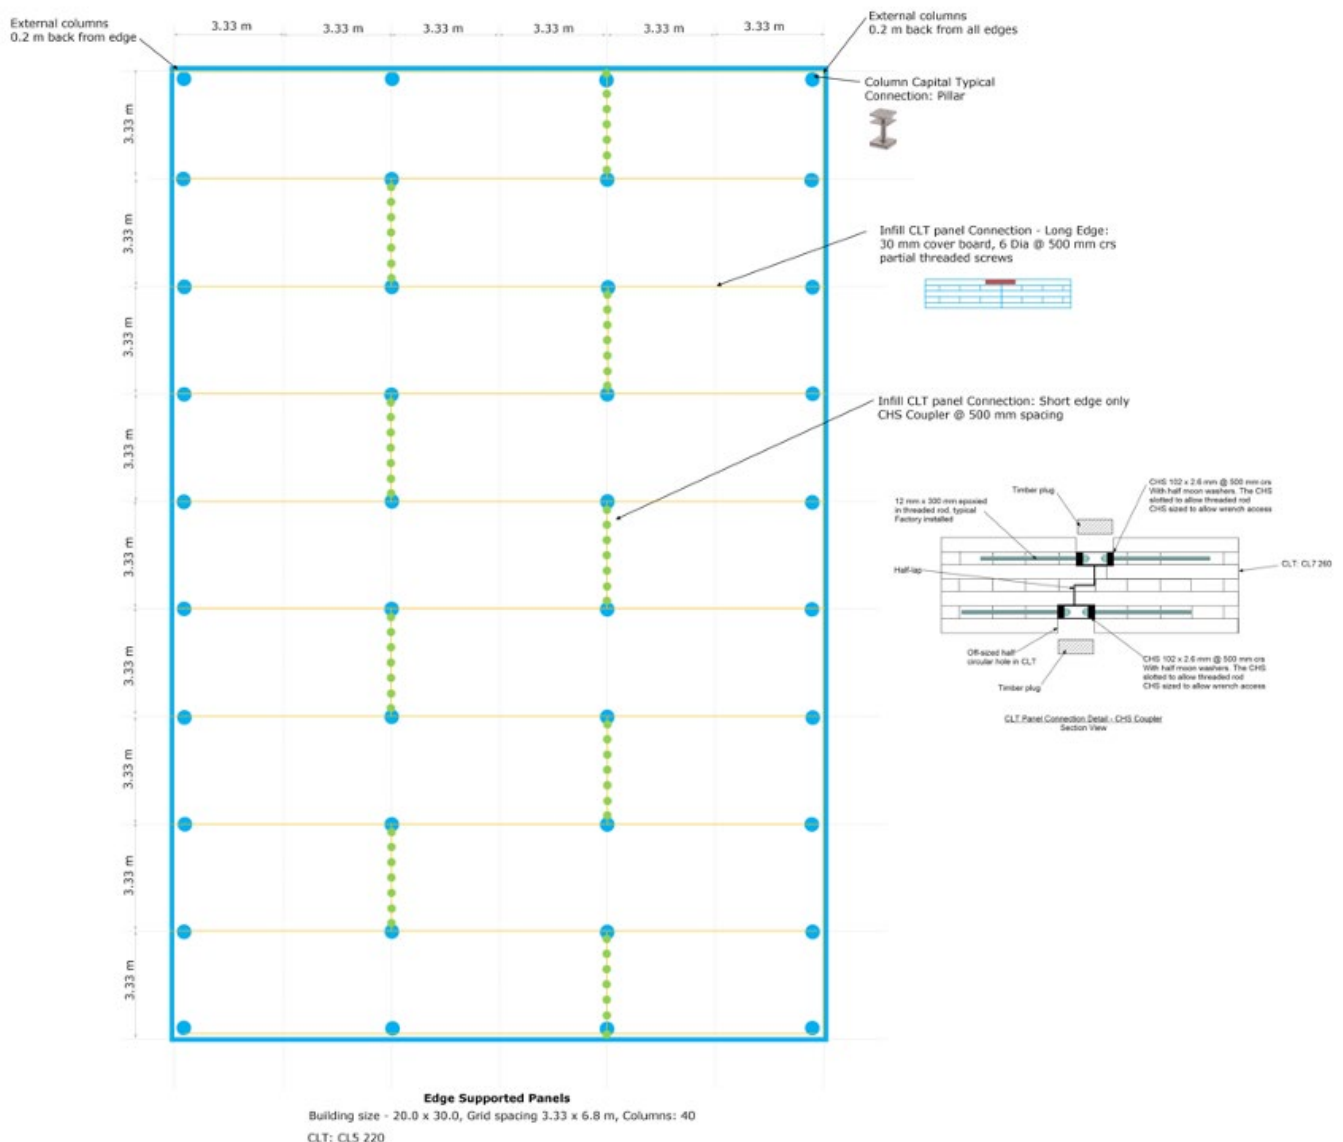 External columns
0.2 m back from edge
3.33 m
3.33 m
3.33 m
3.33 m
3.33 m
3.33 m
External columns
0.2 m back from all edges
Column Capital Typical
Connection: Pillar
3.33 m
3.33 m
3.33 m
3.33 m
3.33 m
3.33 m
3.33 m
3.33 m
3.33 m
Infill CLT panel Connection - Long Edge:
30 mm cover board, 6 Dia @ 500 mm crs
partial threaded screws
Infill CLT panel Connection: Short edge only
CHS Coupler @ 500 mm spacing
12 mm x 300 mm epoxied
in threaded rod, typical
Factory installed
Timber plug
CHS 102 x 2.6 mm @ 500 mm crs
With half moon washers. The CHS
slotted to allow threaded rod
CHS sized to allow wrench access
Half-lap
CLT: CL7 260
Off-sized half
circular hole in CLT
Timber plug
CHS 102 x 2.6 mm @ 500 mm crs
With half moon washers. The CHS
slotted to allow threaded rod
CHS sized to allow wrench access
CLT Panel Connection Detail - CHS Coupler
Section View
Edge Supported Panels
Building size - 20.0 x 30.0, Grid spacing 3.33 x 6.8 m, Columns: 40
CLT: CL5 220